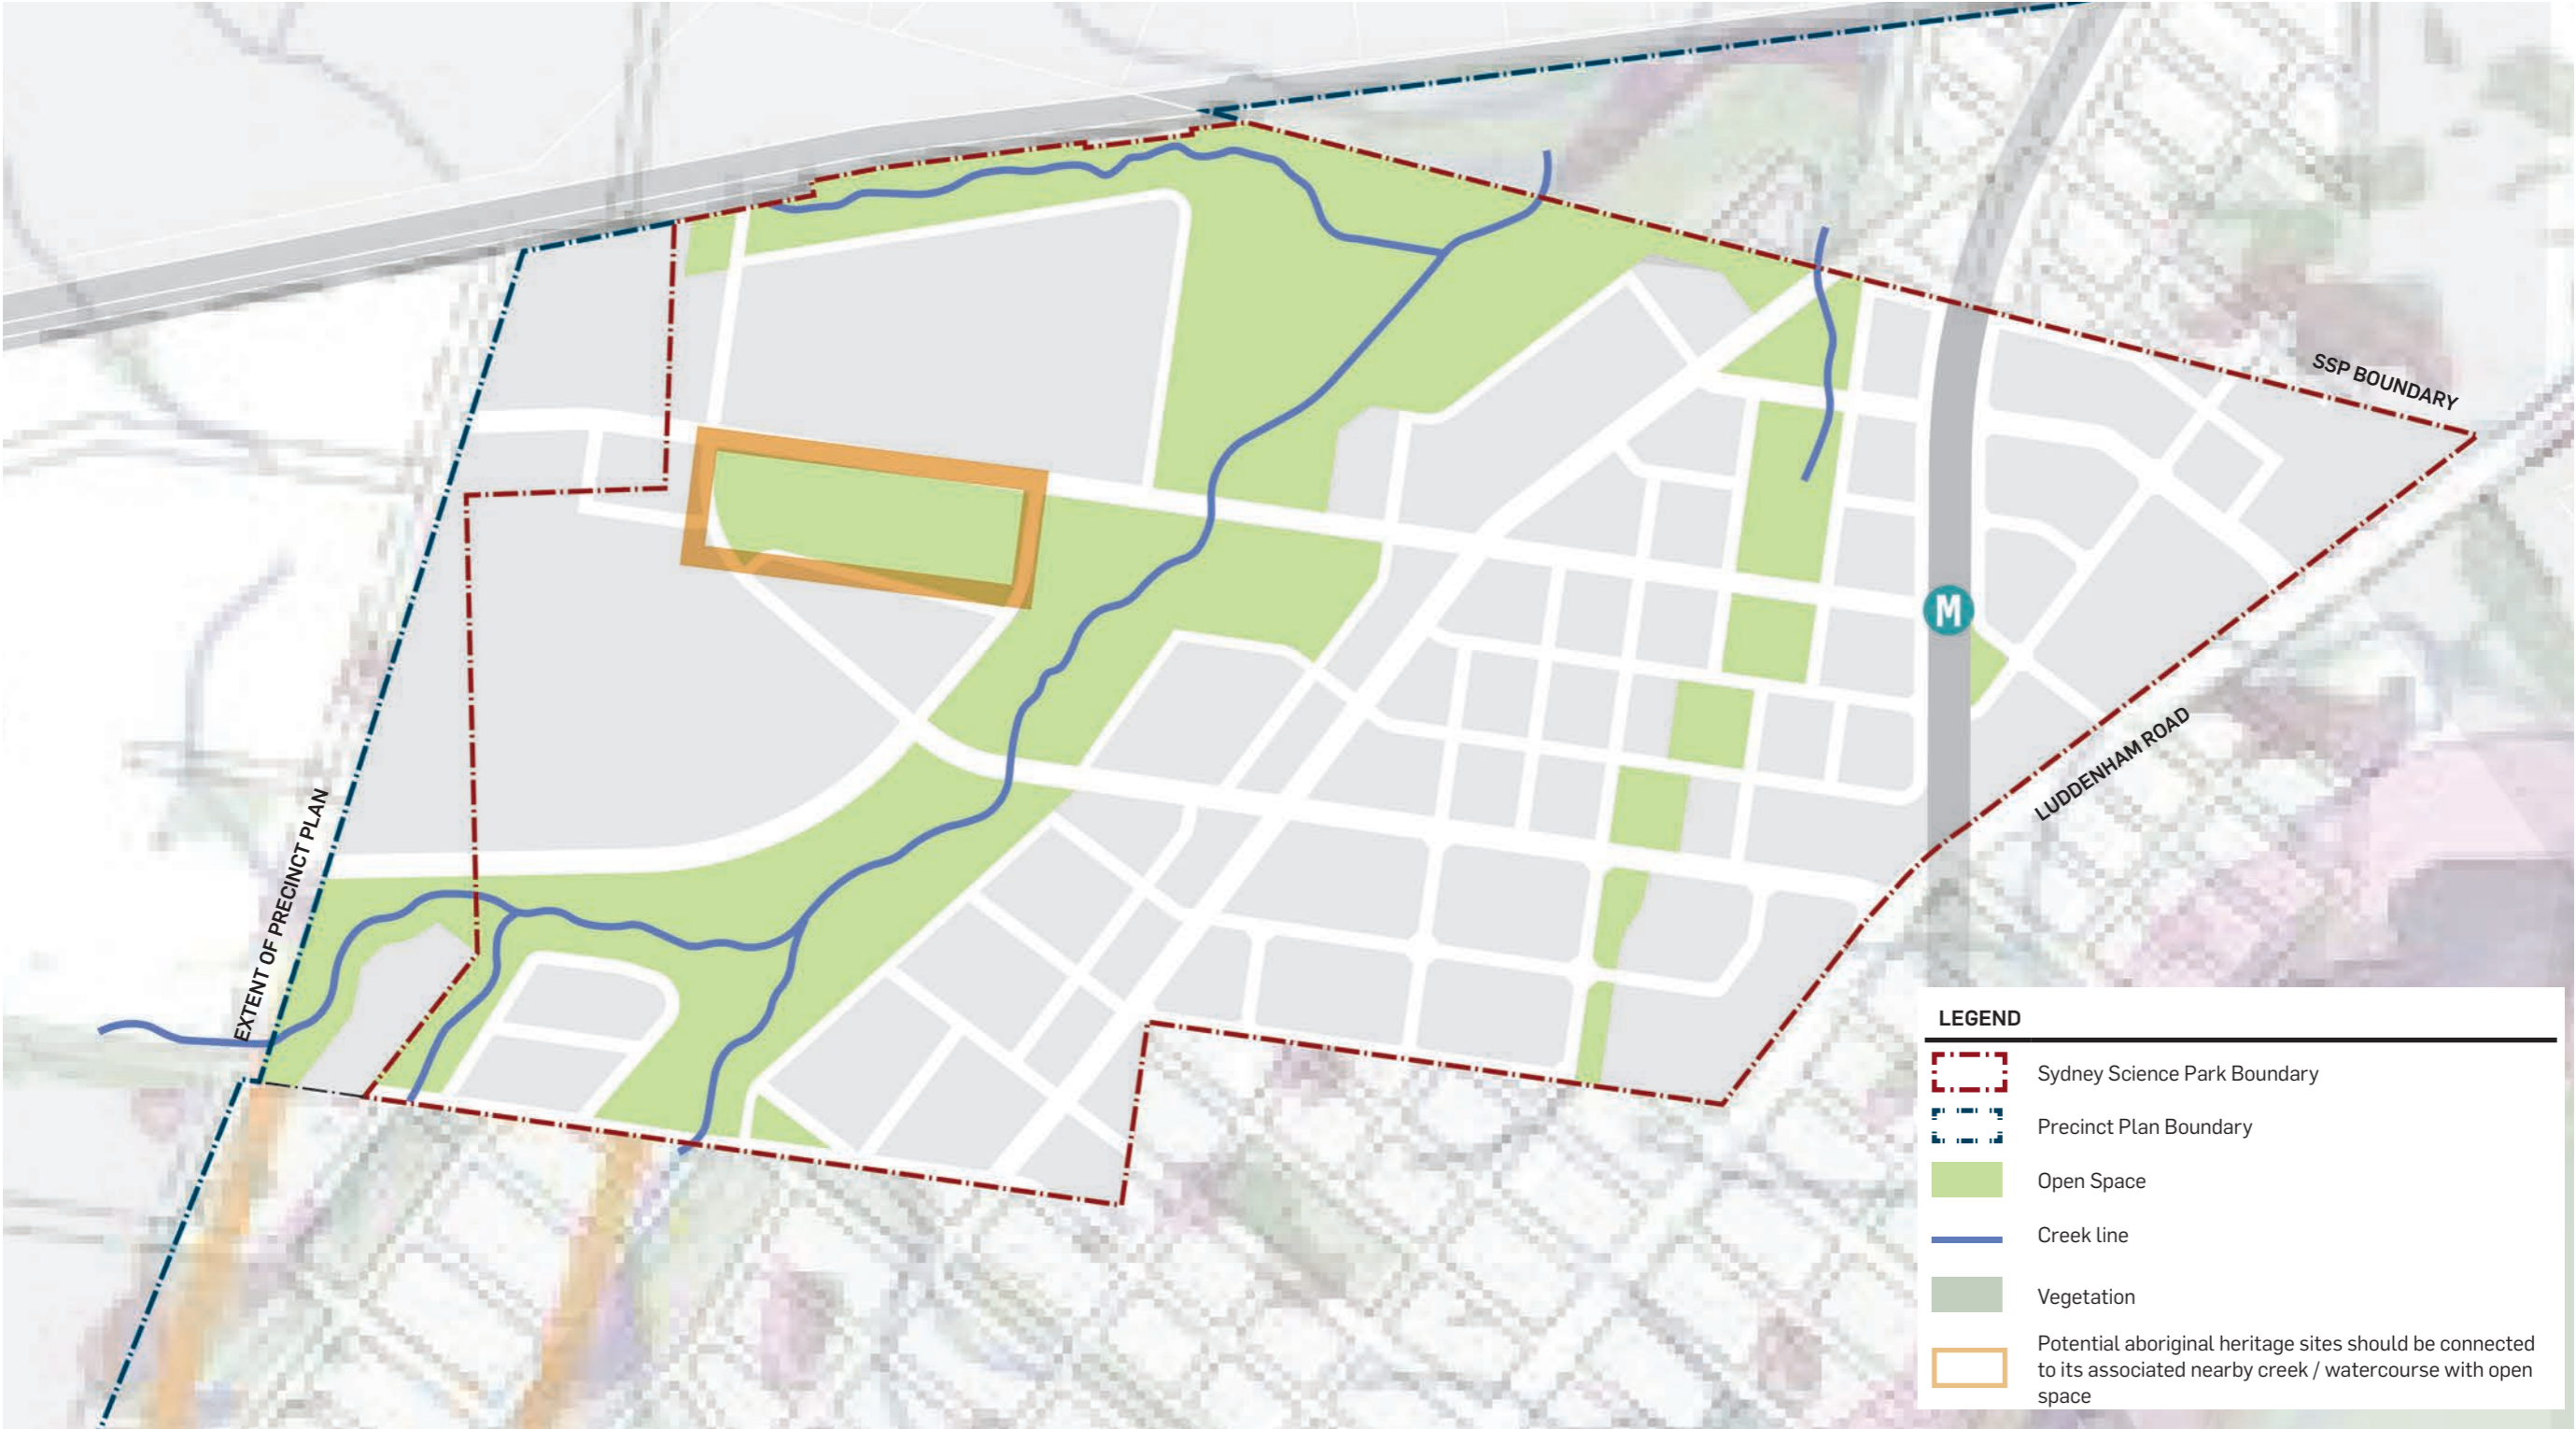 SSP BOUNDARY
M
LUDDENHAM ROAD
EXTENT OF PRECINCT PLAN
LEGEND
Sydney Science Park Boundary
Precinct Plan Boundary
Open Space
Creek line
Vegetation
Potential aboriginal heritage sites should be connected
to its associated nearby creek / watercourse with open
space